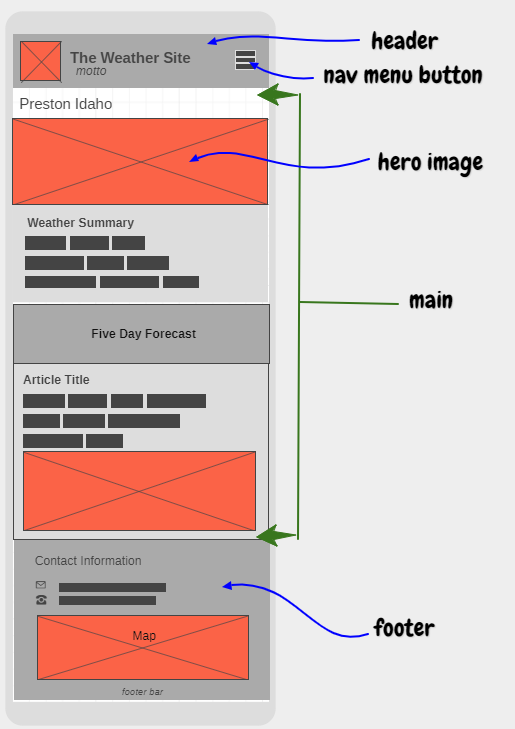 The Weather Site
motto
header
nav menu button
Preston Idaho
hero image
Weather Summary
main
Five Day Forecast
Article Title
Contact Information
footer
Map
footer bar